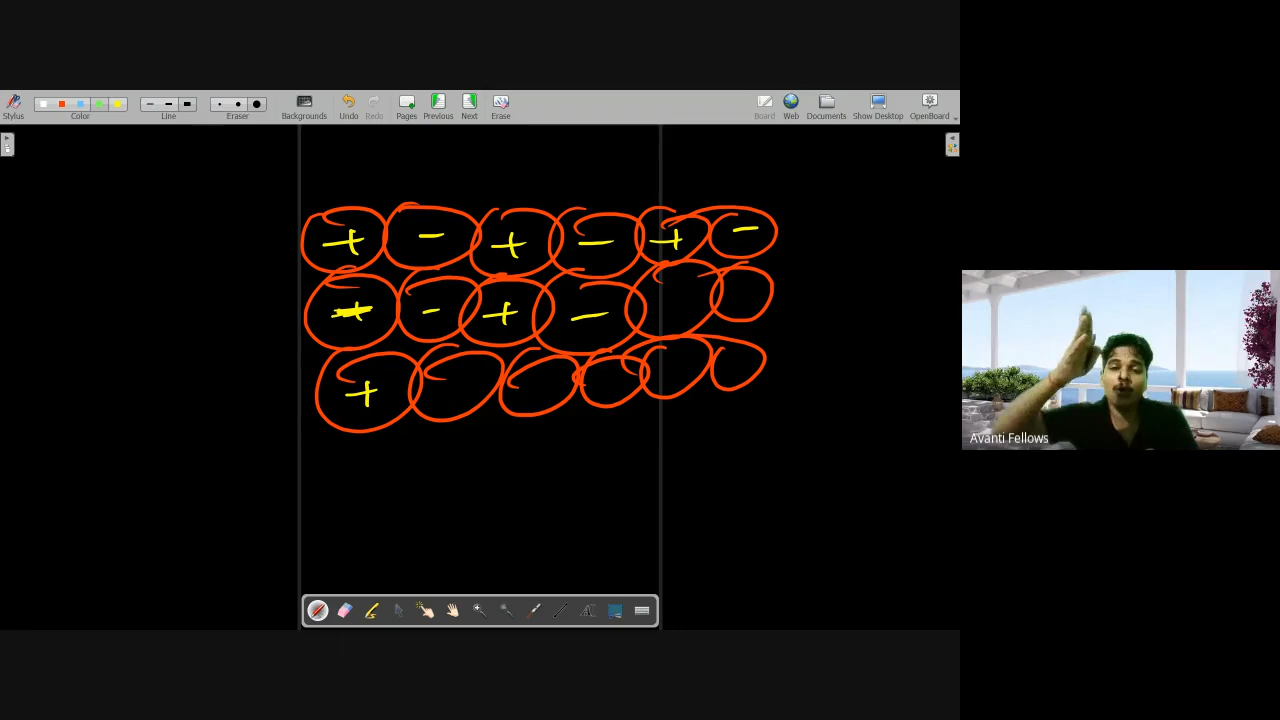 Stylus Color Line Eraser Backgrounds Undo Redo Pages Previous Next Erase Board Web Documents Show Desktop OpenBoard
+ - + - + -
+ - + -
+
Avanti Fellows